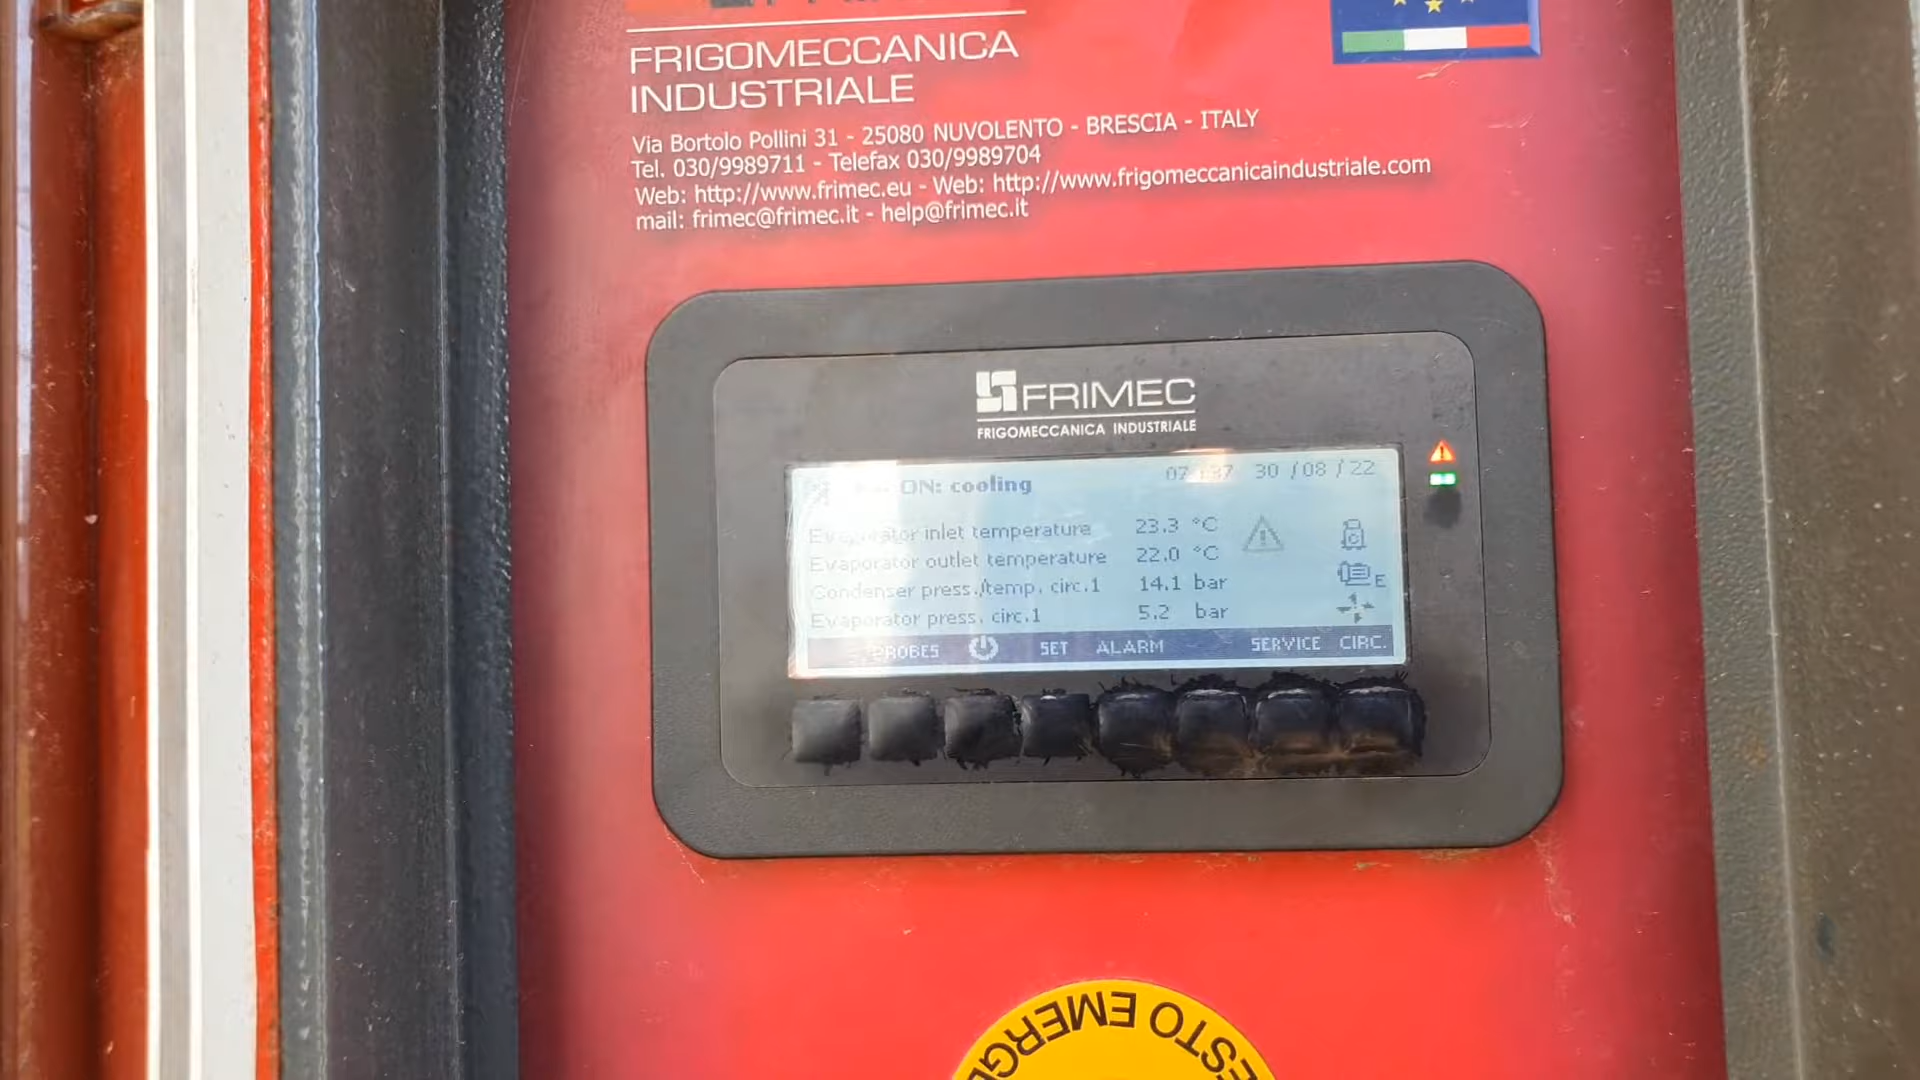 FRIGOMECCANICA
INDUSTRIALE
Via Bortolo Pollini 31 - 25080 NUVOLENTO - BRESCIA - ITALY
Tel. 030/9989711 - Telefax 030/9989704
Web: http://www.frimec.eu - Web: http://www.frigomeccanicaindustriale.com
mail: frimec@frimec.it - help@frimec.it
FRIMEC
FRIGOMECCANICA INDUSTRIALE
ON: cooling 07:37 30/08/22
Evaporator inlet temperature 23.3 °C
Evaporator outlet temperature 22.0 °C
Condenser press./temp. circ.1 14.1 bar
E
Evaporator press. circ.1 5.2 bar
PROBES SET ALARM SERVICE CIRC.